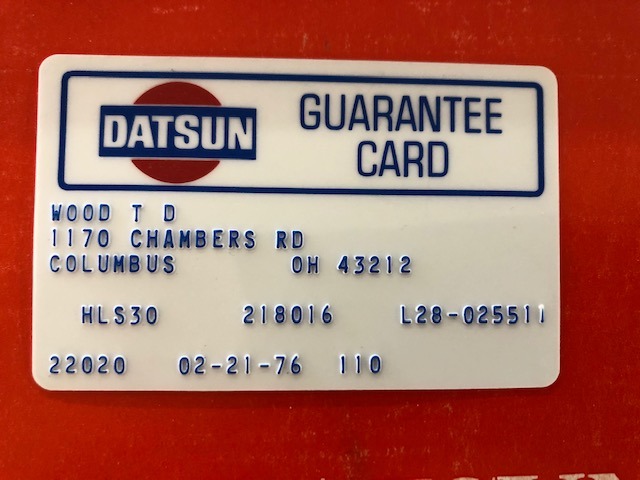 DATSUN
GUARANTEE
CARD
WOOD T D
1170 CHAMBERS RD
COLUMBUS OH 43212
HLS30 218016 L28-025511
22020 02-21-76 110